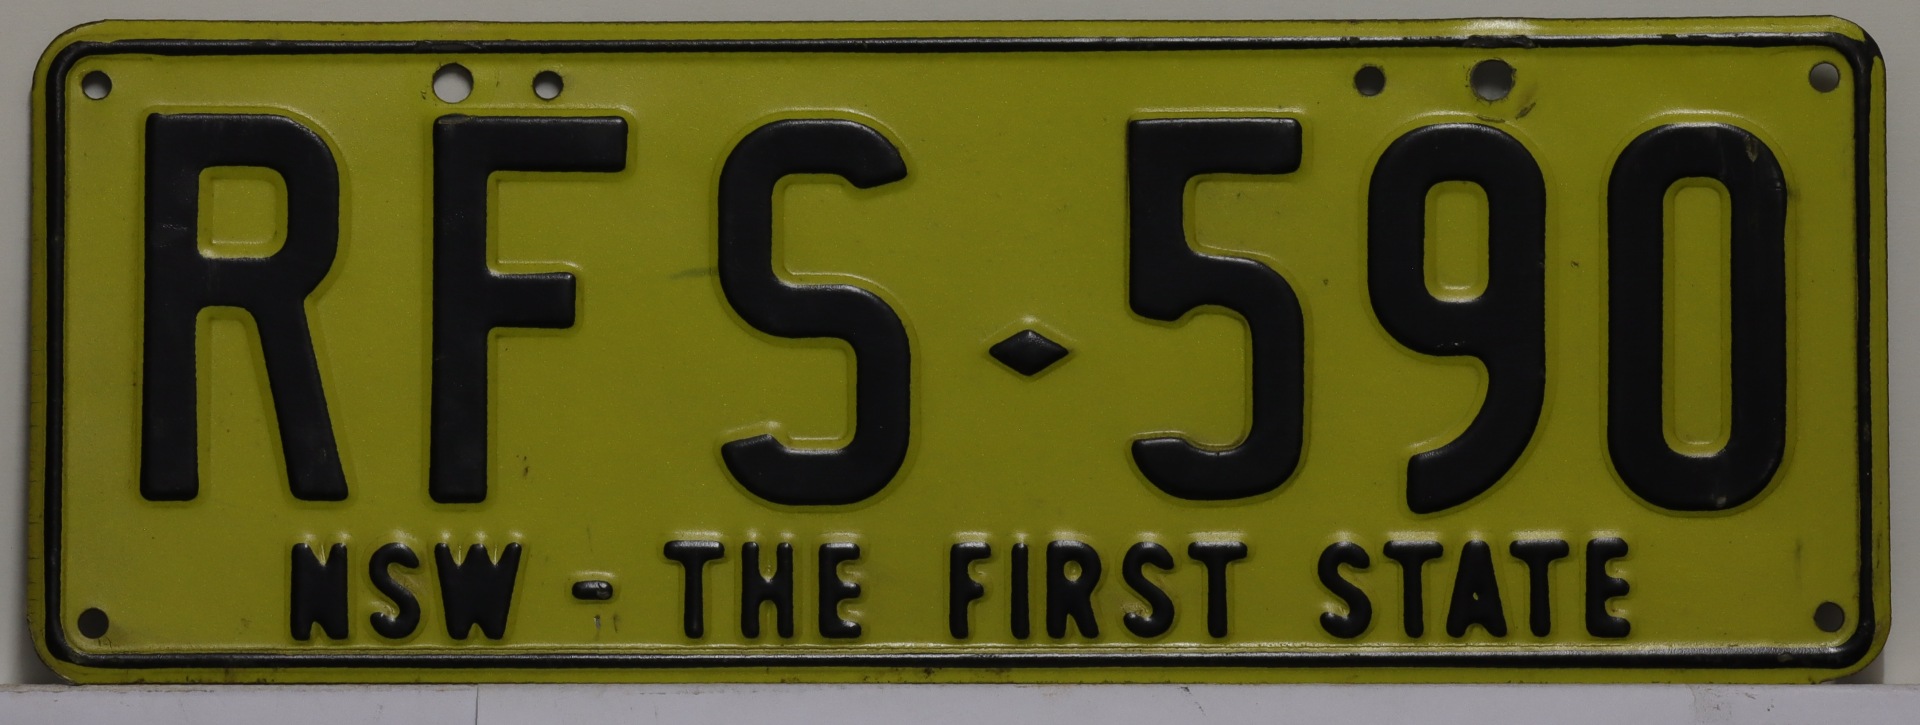 RFS⬥590
NSW - THE FIRST STATE